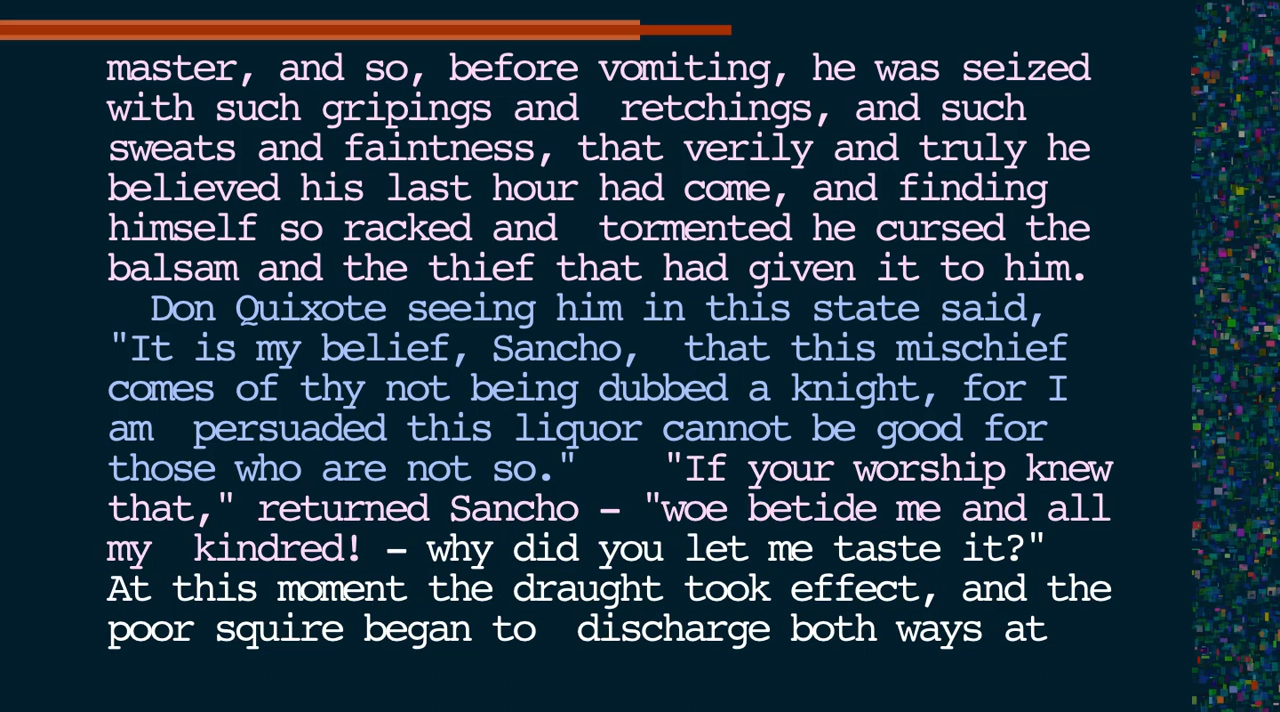 master, and so, before vomiting, he was seized
with such gripings and  retchings, and such
sweats and faintness, that verily and truly he
believed his last hour had come, and finding
himself so racked and  tormented he cursed the
balsam and the thief that had given it to him.
  Don Quixote seeing him in this state said,
"It is my belief, Sancho,  that this mischief
comes of thy not being dubbed a knight, for I
am  persuaded this liquor cannot be good for
those who are not so."    "If your worship knew
that," returned Sancho – "woe betide me and all
my  kindred! – why did you let me taste it?"
At this moment the draught took effect, and the
poor squire began to  discharge both ways at